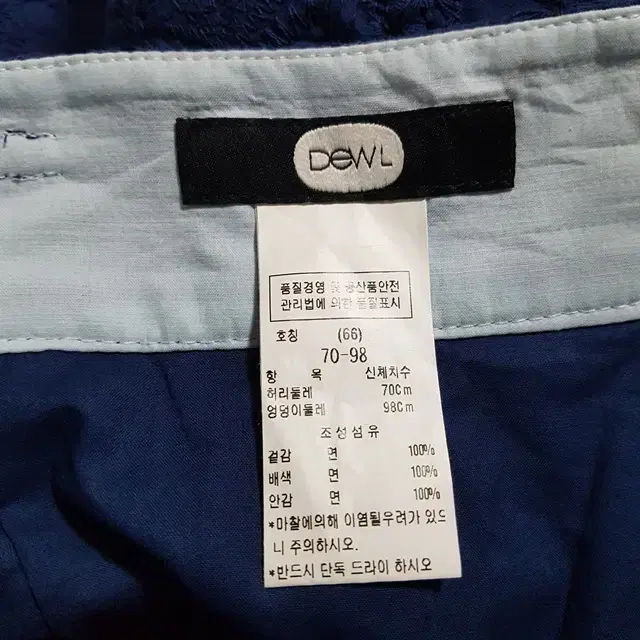 DeWL
품질경영 및 공산품안전
관리법에 의한 품질표시
호칭 (66)
70-98
항 목 신체치수
허리둘레 70Cm
엉덩이둘레 98Cm
조성섬유
겉감 면 100%
배색 면 100%
안감 면 100%
*마찰에의해 이염될우려가 있으
니 주의하시오.
*반드시 단독 드라이 하시오*